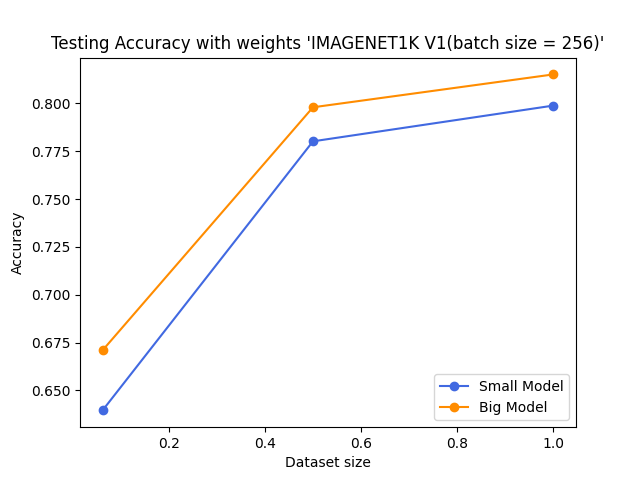 Testing Accuracy with weights 'IMAGENET1K V1(batch size = 256)'
Accuracy
0.800
0.775
0.750
0.725
0.700
0.675
0.650
Small Model
Big Model
0.2 0.4 0.6 0.8 1.0
Dataset size